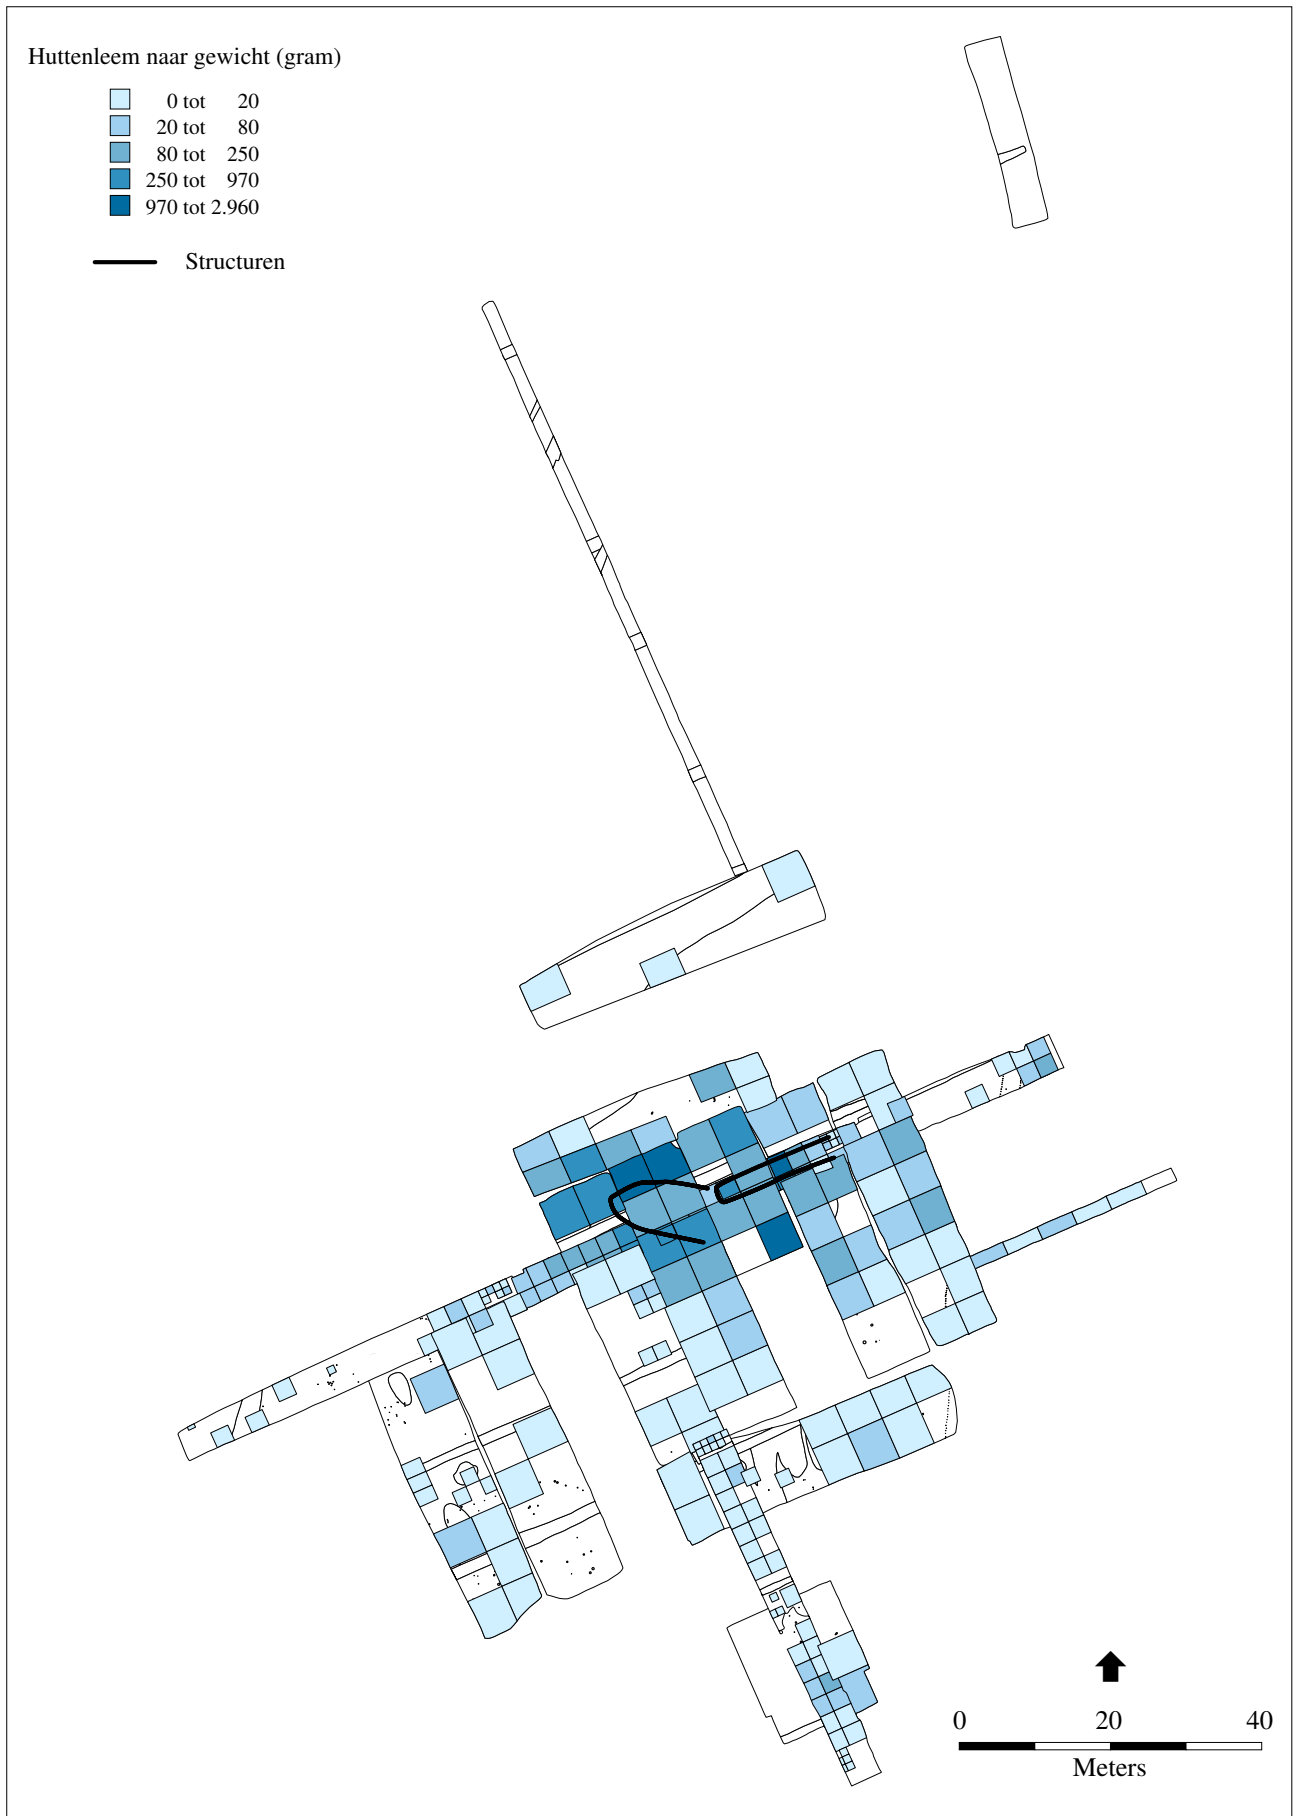 Huttenleem naar gewicht (gram)
0 tot 20
20 tot 80
80 tot 250
250 tot 970
970 tot 2.960
Structuren
0 20 40
Meters